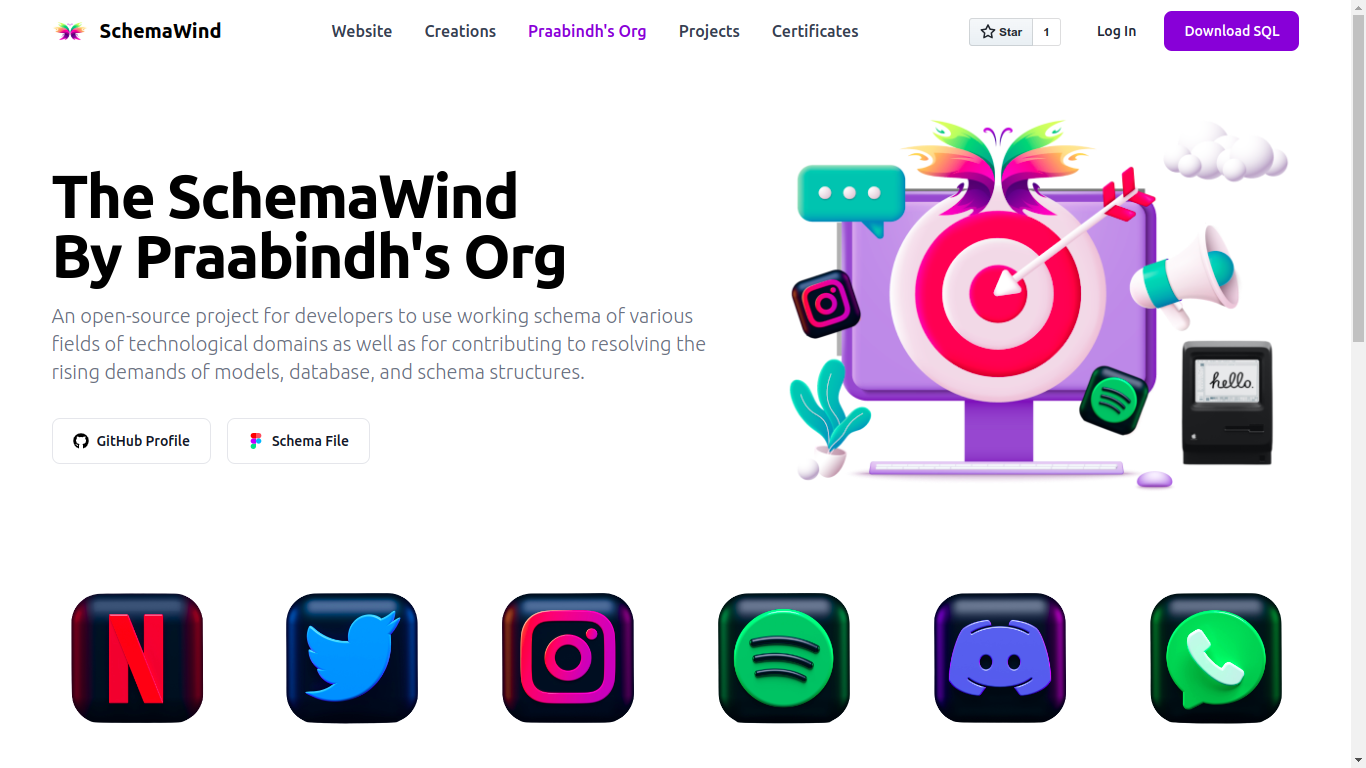 SchemaWind
Website
Creations
Praabindh's Org
Projects
Certificates
Star
1
Log In
Download SQL
The SchemaWind
By Praabindh's Org
An open-source project for developers to use working schema of various
fields of technological domains as well as for contributing to resolving the
rising demands of models, database, and schema structures.
GitHub Profile
Schema File
hello.
N